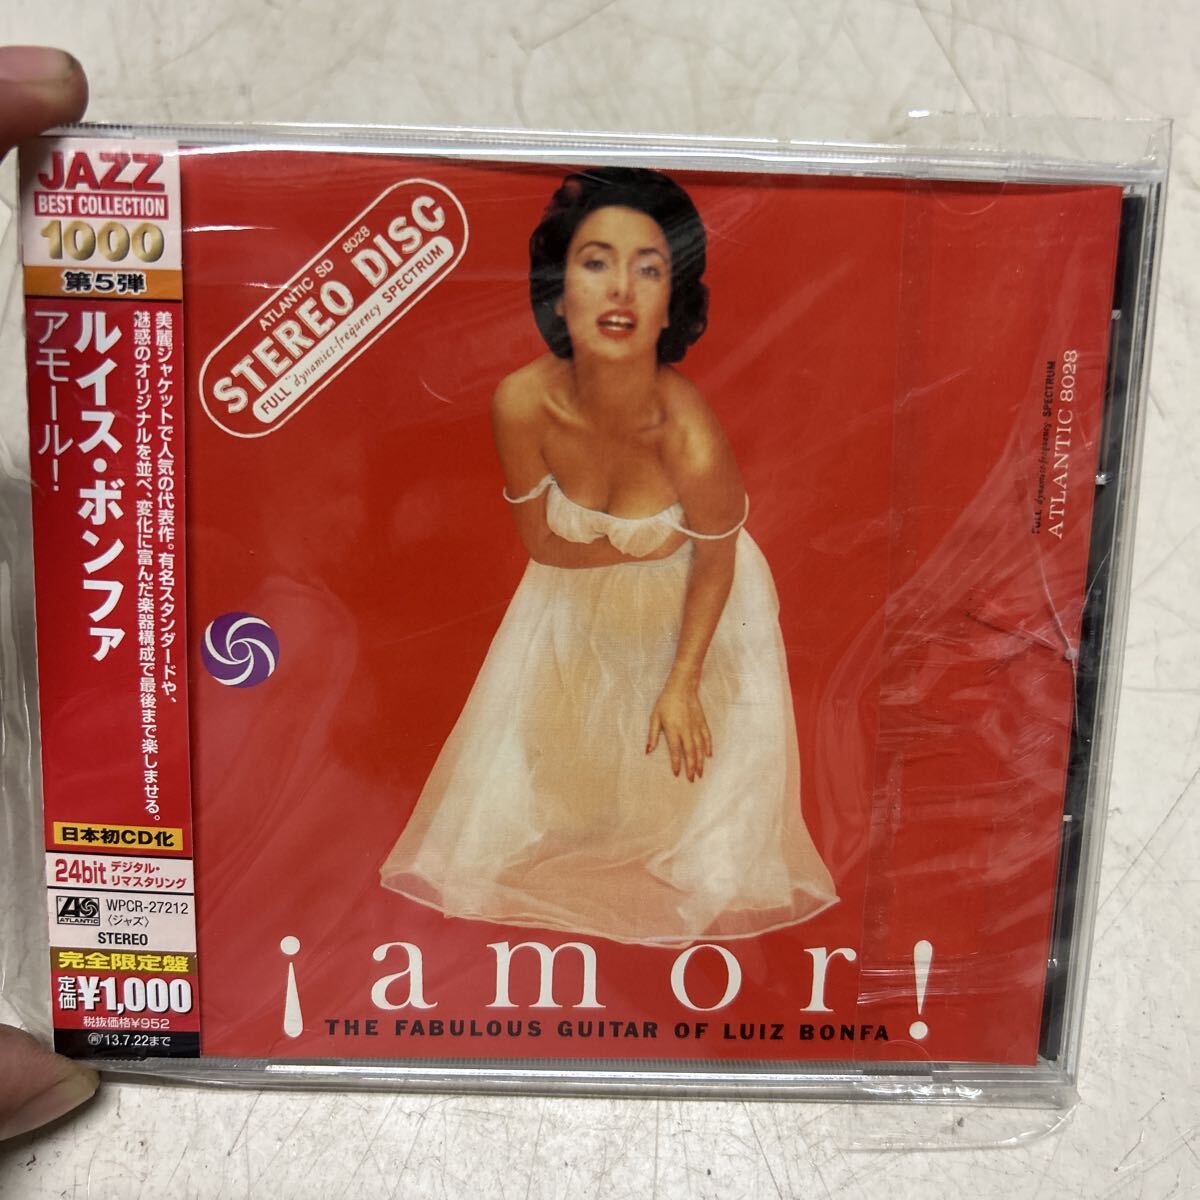 JAZZ
BEST COLLECTION
1000
第5弾
ルイス・ボンファ
アモール!
美麗ジャケットで人気の代表作。有名スタンダードや、
魅惑のオリジナルを並べ、変化に富んだ楽器構成で最後まで楽しませる。
日本初CD化
24bit デジタル・
リマスタリング
ATLANTIC
WPCR-27212
〈ジャズ〉
STEREO
完全限定盤
定価¥1,000
税抜価格¥952
再'13.7.22まで
ATLANTIC SD 8028
STEREO DISC
FULL dynamics-frequency SPECTRUM
FULL dynamics-frequency SPECTRUM
ATLANTIC 8028
¡amor!
THE FABULOUS GUITAR OF LUIZ BONFA